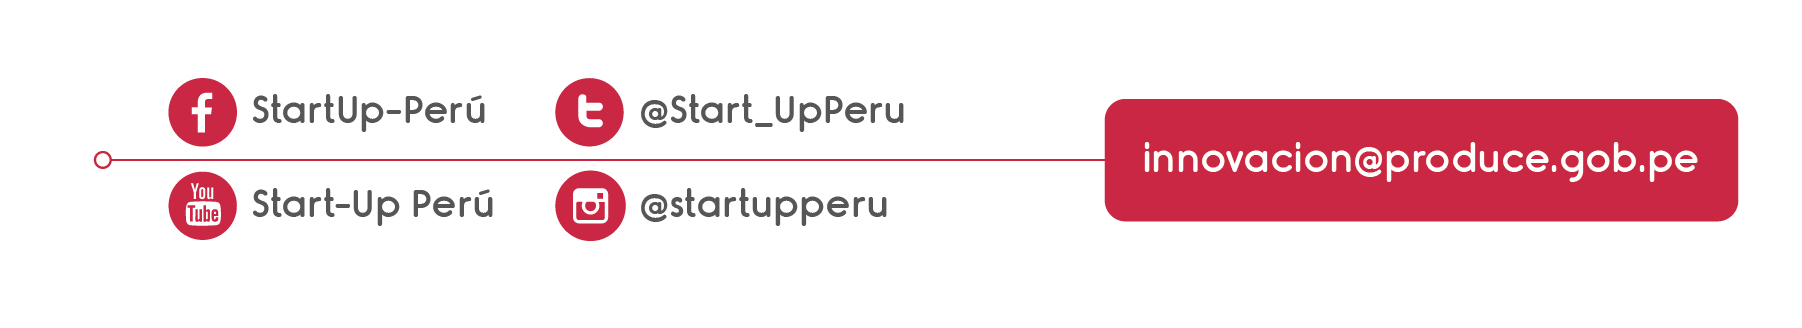 StartUp-Perú
@Start_UpPeru
You
Tube
Start-Up Perú
@startupperu
innovacion@produce.gob.pe